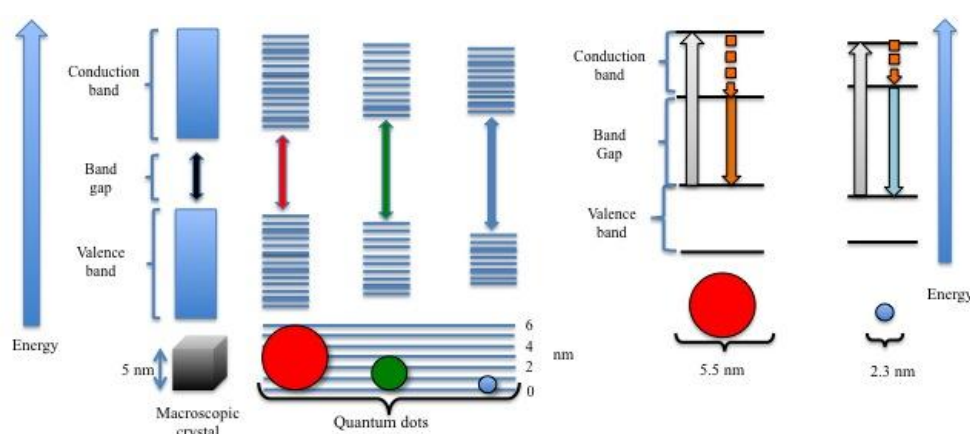 Conduction
band
Band
gap
Valence
band
Energy
5 nm
Macroscopic
crystal
6
4
2
0
nm
Quantum dots
Conduction
band
Band
Gap
Valence
band
5.5 nm
2.3 nm
Energy